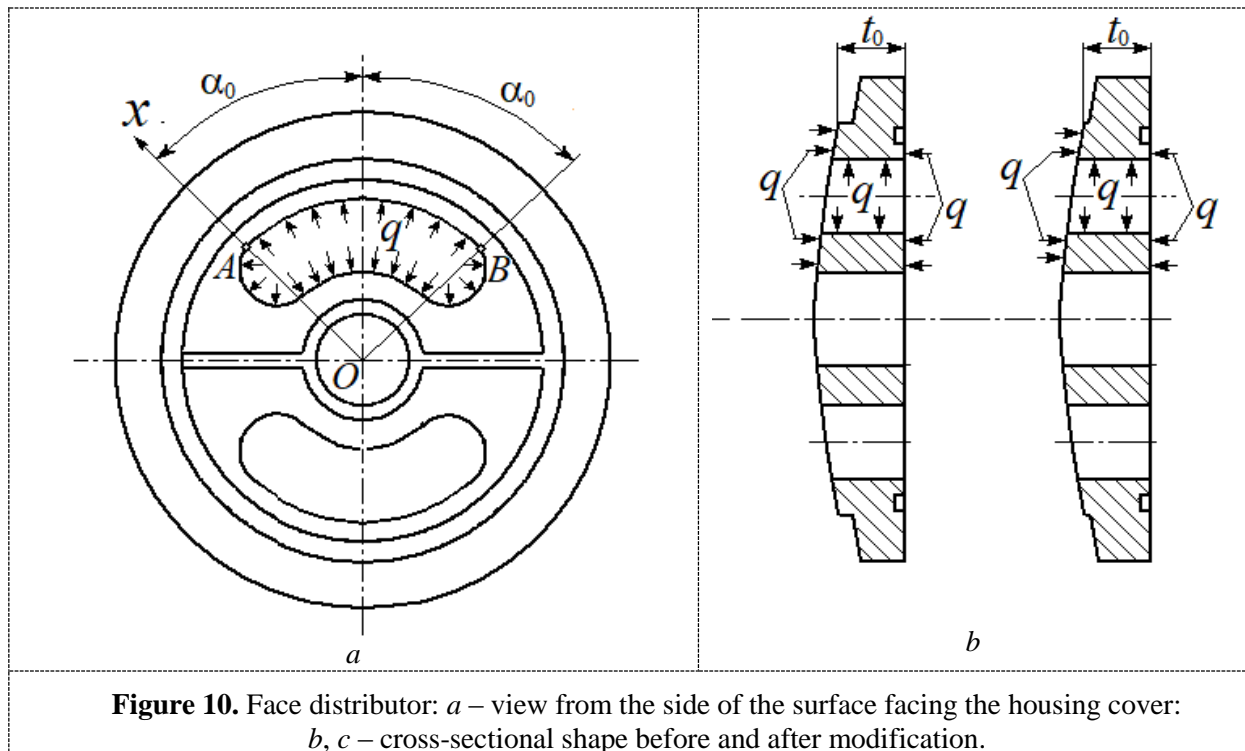 α₀ α₀
x
q
A B
O
a
t₀ t₀
q q q q q q
b
Figure 10. Face distributor: a – view from the side of the surface facing the housing cover:
b, c – cross-sectional shape before and after modification.